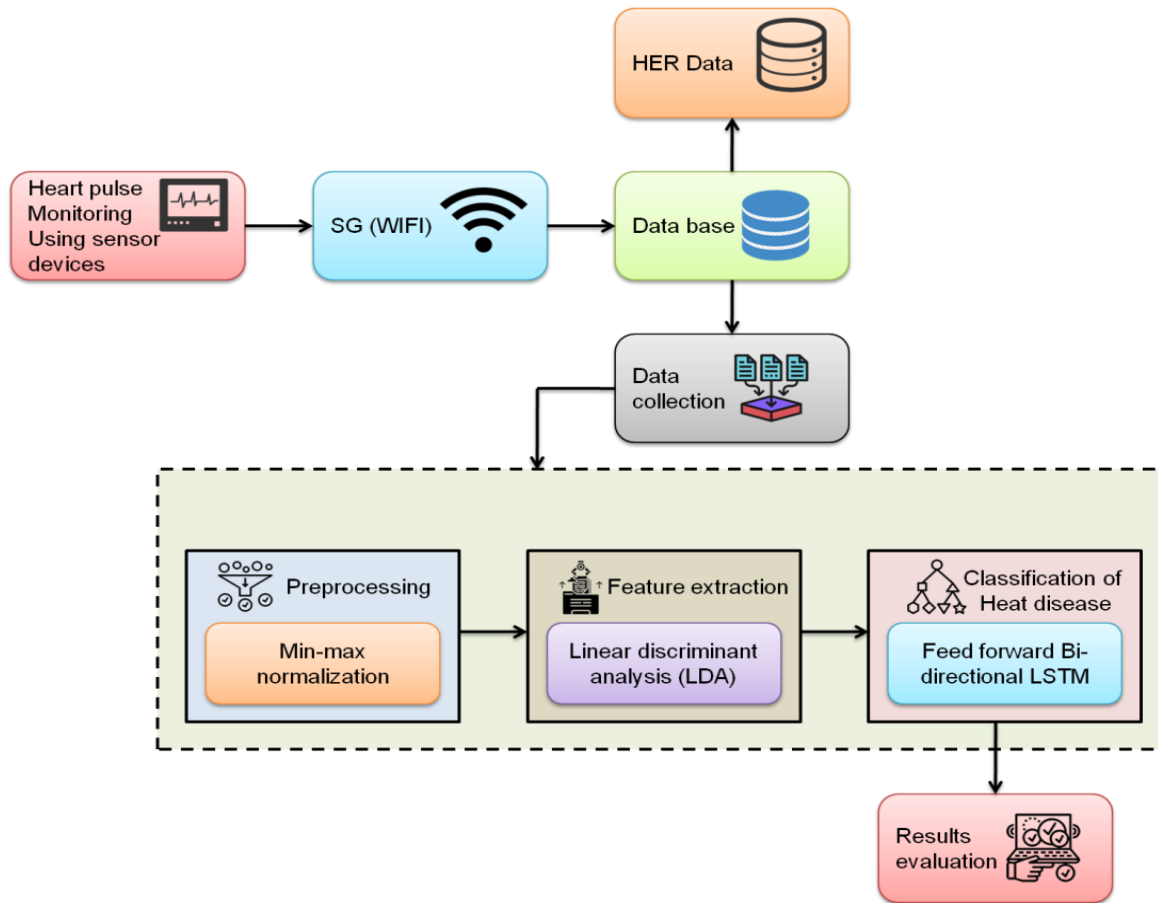 HER Data
Heart pulse
Monitoring
Using sensor
devices
SG (WIFI)
Data base
Data
collection
Preprocessing
Min-max
normalization
Feature extraction
Linear discriminant
analysis (LDA)
Classification of
Heat disease
Feed forward Bi-
directional LSTM
Results
evaluation